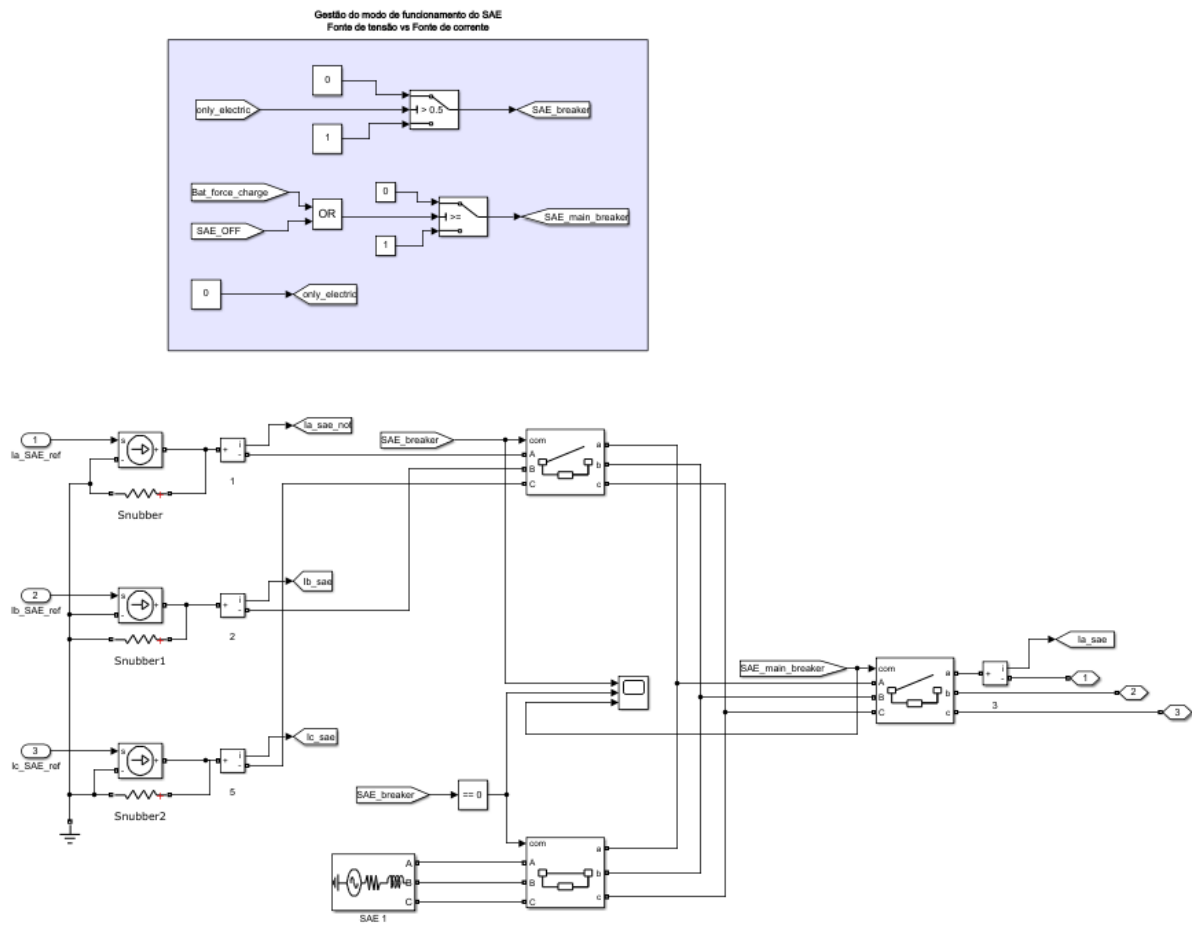 Gestão do modo de funcionamento do SAE
Fonte de tensão vs Fonte de corrente
0
only_electric
> 0.5
SAE_breaker
1
Bat_force_charge
0
OR
>=
SAE_main_breaker
SAE_OFF
1
0
only_electric
1
Ia_SAE_ref
s
+
-
+
i
-
Ia_sae_not
1
Snubber
SAE_breaker
com
A
B
C
a
b
c
2
Ib_SAE_ref
s
+
-
+
i
-
Ib_sae
2
Snubber1
SAE_main_breaker
com
A
B
C
a
b
c
+
i
-
Ia_sae
1
2
3
3
3
Ic_SAE_ref
s
+
-
+
i
-
Ic_sae
5
Snubber2
SAE_breaker
== 0
com
A
B
C
a
b
c
A
B
C
SAE 1